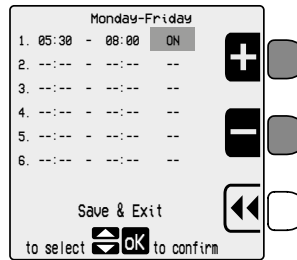 Monday-Friday
1. 05:30 - 08:00 ON
2. --:-- - --:-- --
3. --:-- - --:-- --
4. --:-- - --:-- --
5. --:-- - --:-- --
6. --:-- - --:-- --
Save & Exit
to select OK to confirm